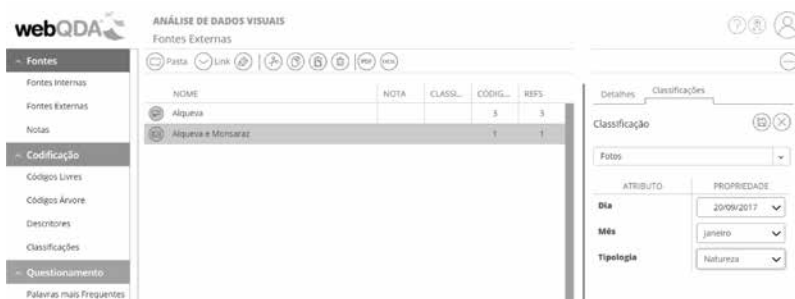 webQDA
ANÁLISE DE DADOS VISUAIS
Fontes Externas
Fontes
Fontes Internas
Fontes Externas
Notas
Codificação
Códigos Livres
Códigos Árvore
Descritores
Classificações
Questionamento
Palavras mais Frequentes
Pasta Link PDF
NOME NOTA CLASSI... CÓDIG... REFS
Alqueva 3 3
Alqueva e Monsaraz 1 1
Detalhes Classificações
Classificação
Fotos
ATRIBUTO PROPRIEDADE
Dia 20/09/2017
Mês Janeiro
Tipologia Natureza